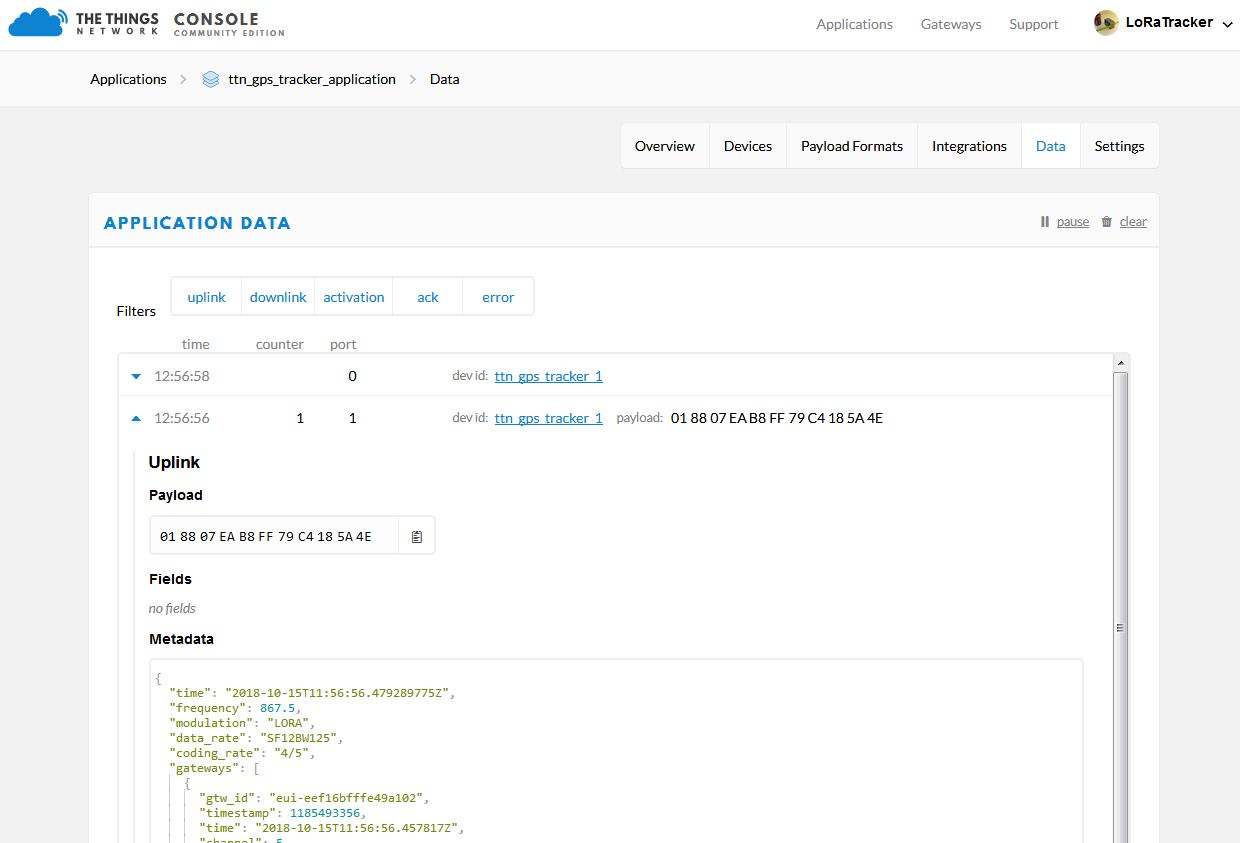 THE THINGS NETWORK CONSOLE COMMUNITY EDITION Applications Gateways Support LoRaTracker
Applications ttn_gps_tracker_application Data
Overview Devices Payload Formats Integrations Data Settings
APPLICATION DATA pause clear
Filters uplink downlink activation ack error
time counter port
12:56:58 0 dev id: ttn_gps_tracker_1
12:56:56 1 1 dev id: ttn_gps_tracker_1 payload: 01 88 07 EA B8 FF 79 C4 18 5A 4E
Uplink
Payload
01 88 07 EA B8 FF 79 C4 18 5A 4E
Fields
no fields
Metadata
{
"time": "2018-10-15T11:56:56.479289775Z",
"frequency": 867.5,
"modulation": "LORA",
"data_rate": "SF12BW125",
"coding_rate": "4/5",
"gateways": [
{
"gtw_id": "eui-eef16bfffe49a102",
"timestamp": 1185493356,
"time": "2018-10-15T11:56:56.457817Z",
"channel": 5,